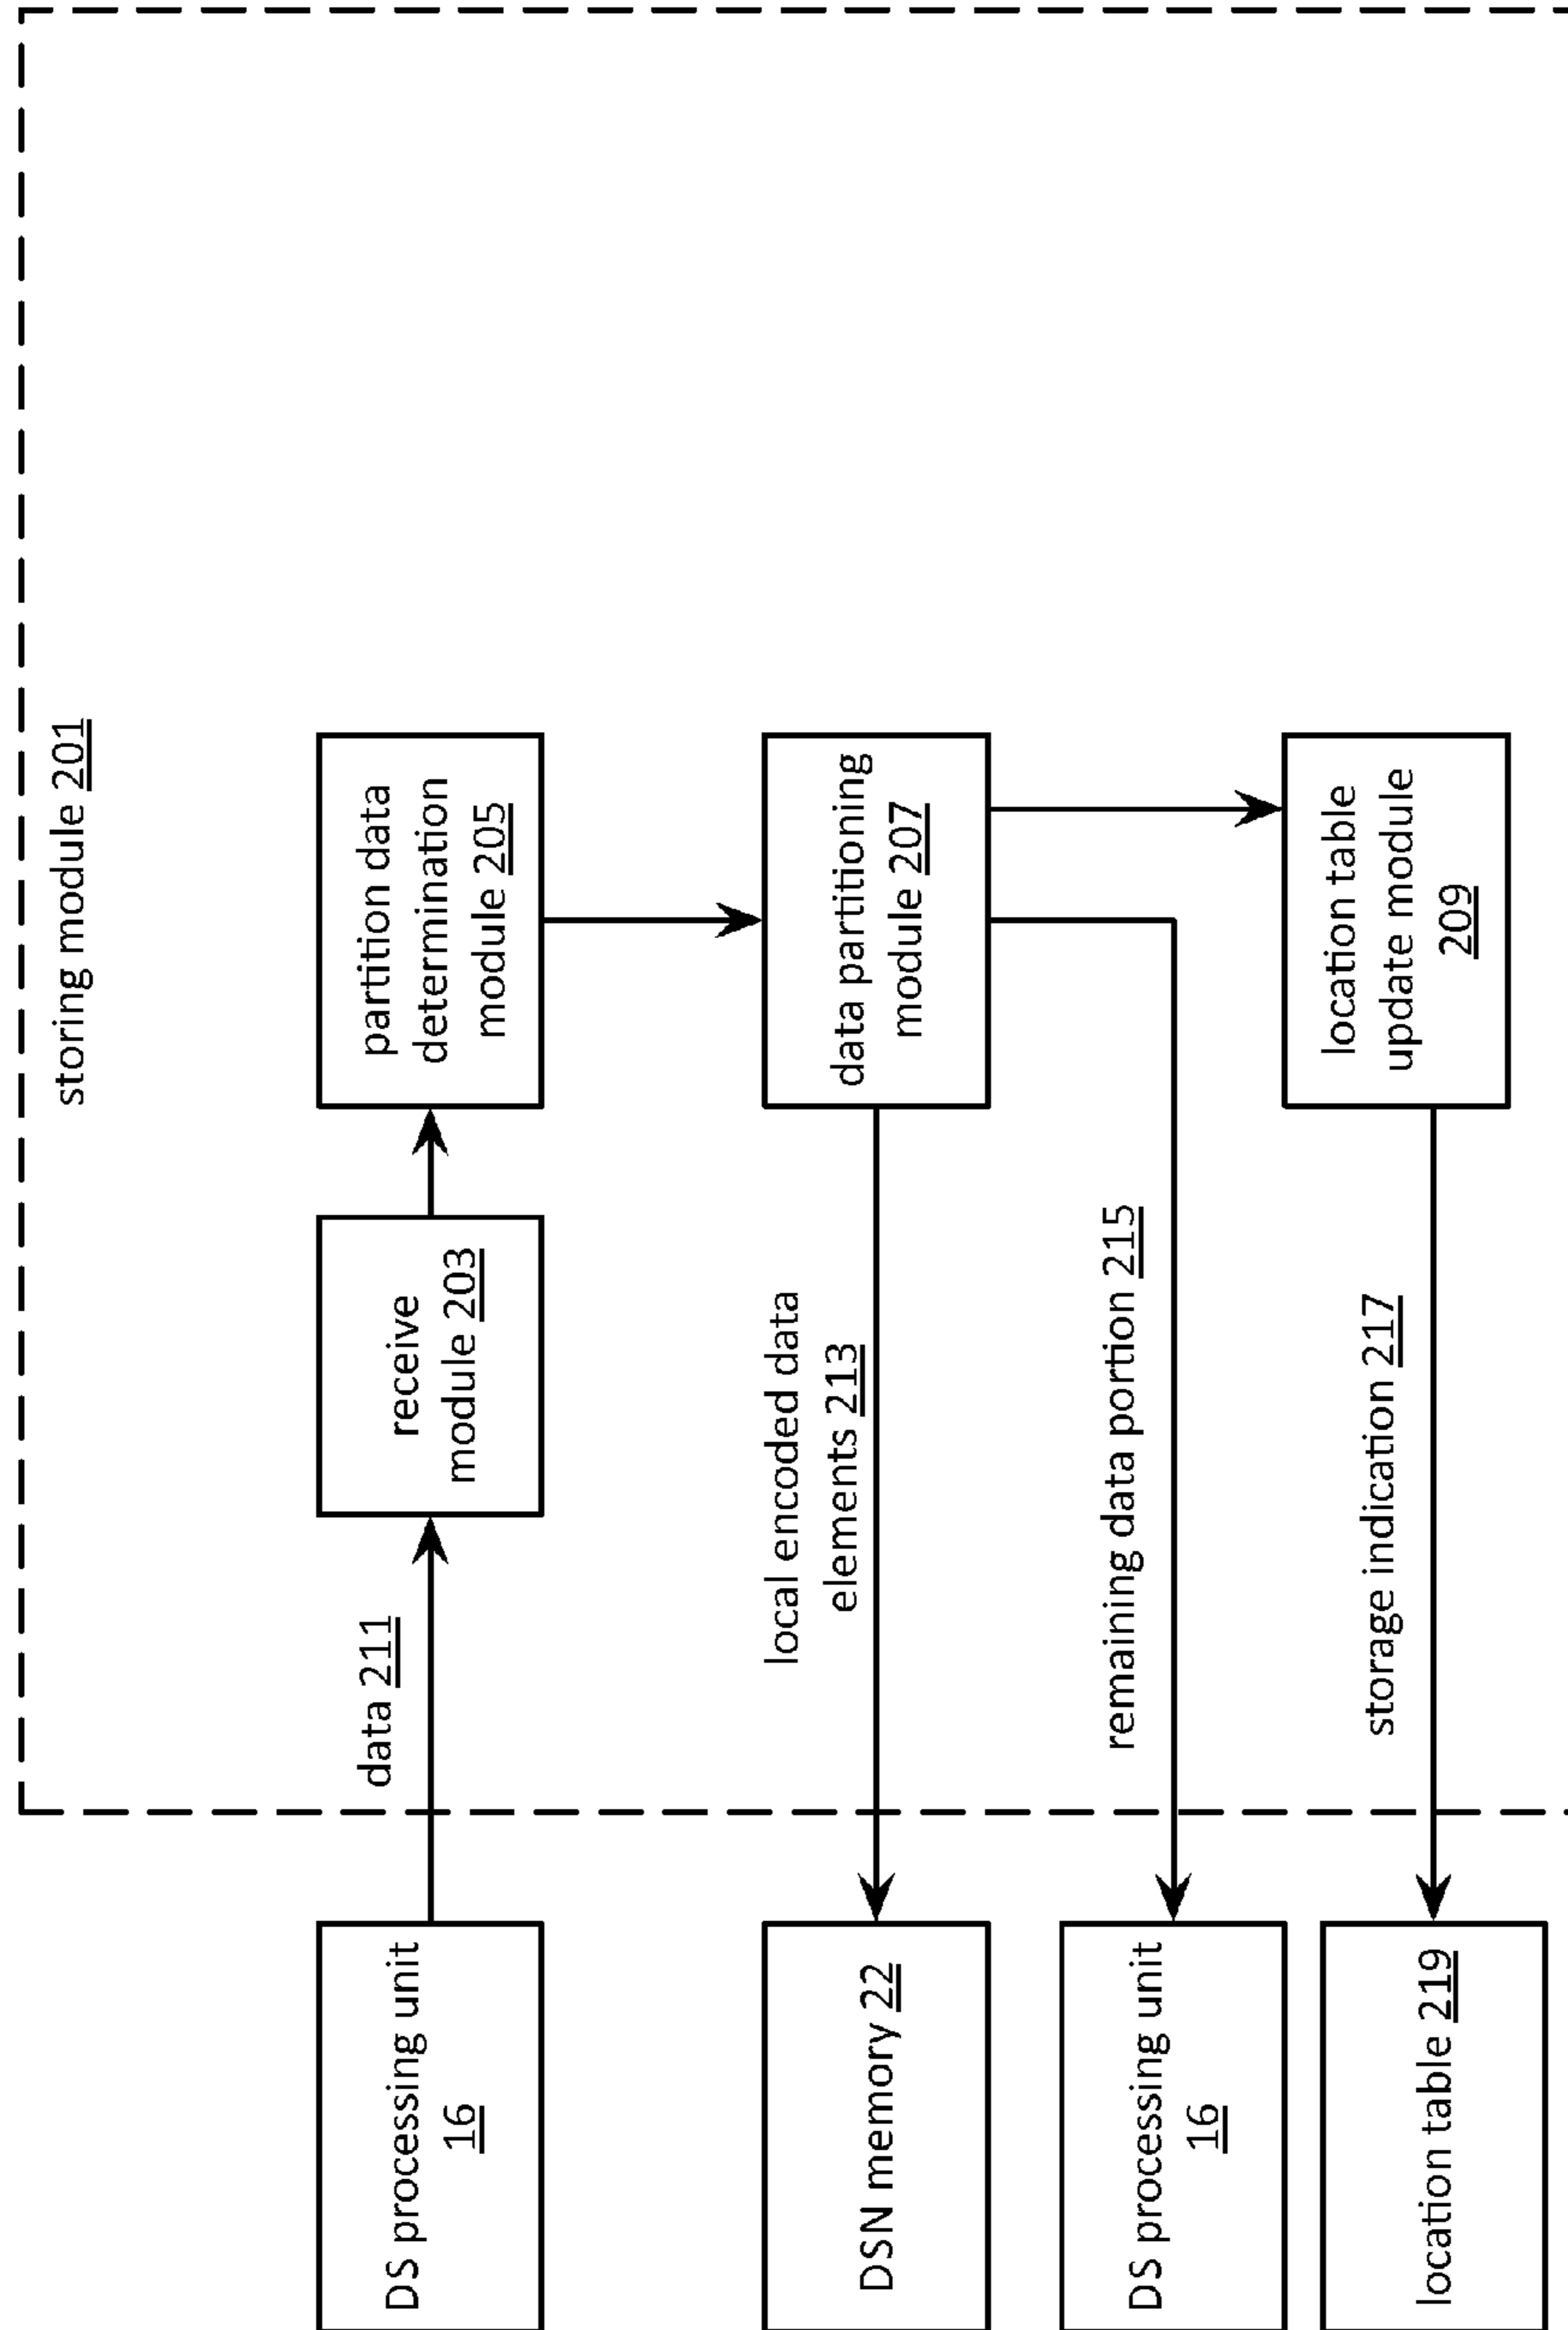 storing module 201
DS processing unit
16
data 211
receive
module 203
partition data
determination
module 205
DSN memory 22
local encoded data
elements 213
data partitioning
module 207
DS processing unit
16
remaining data portion 215
location table 219
storage indication 217
location table
update module
209